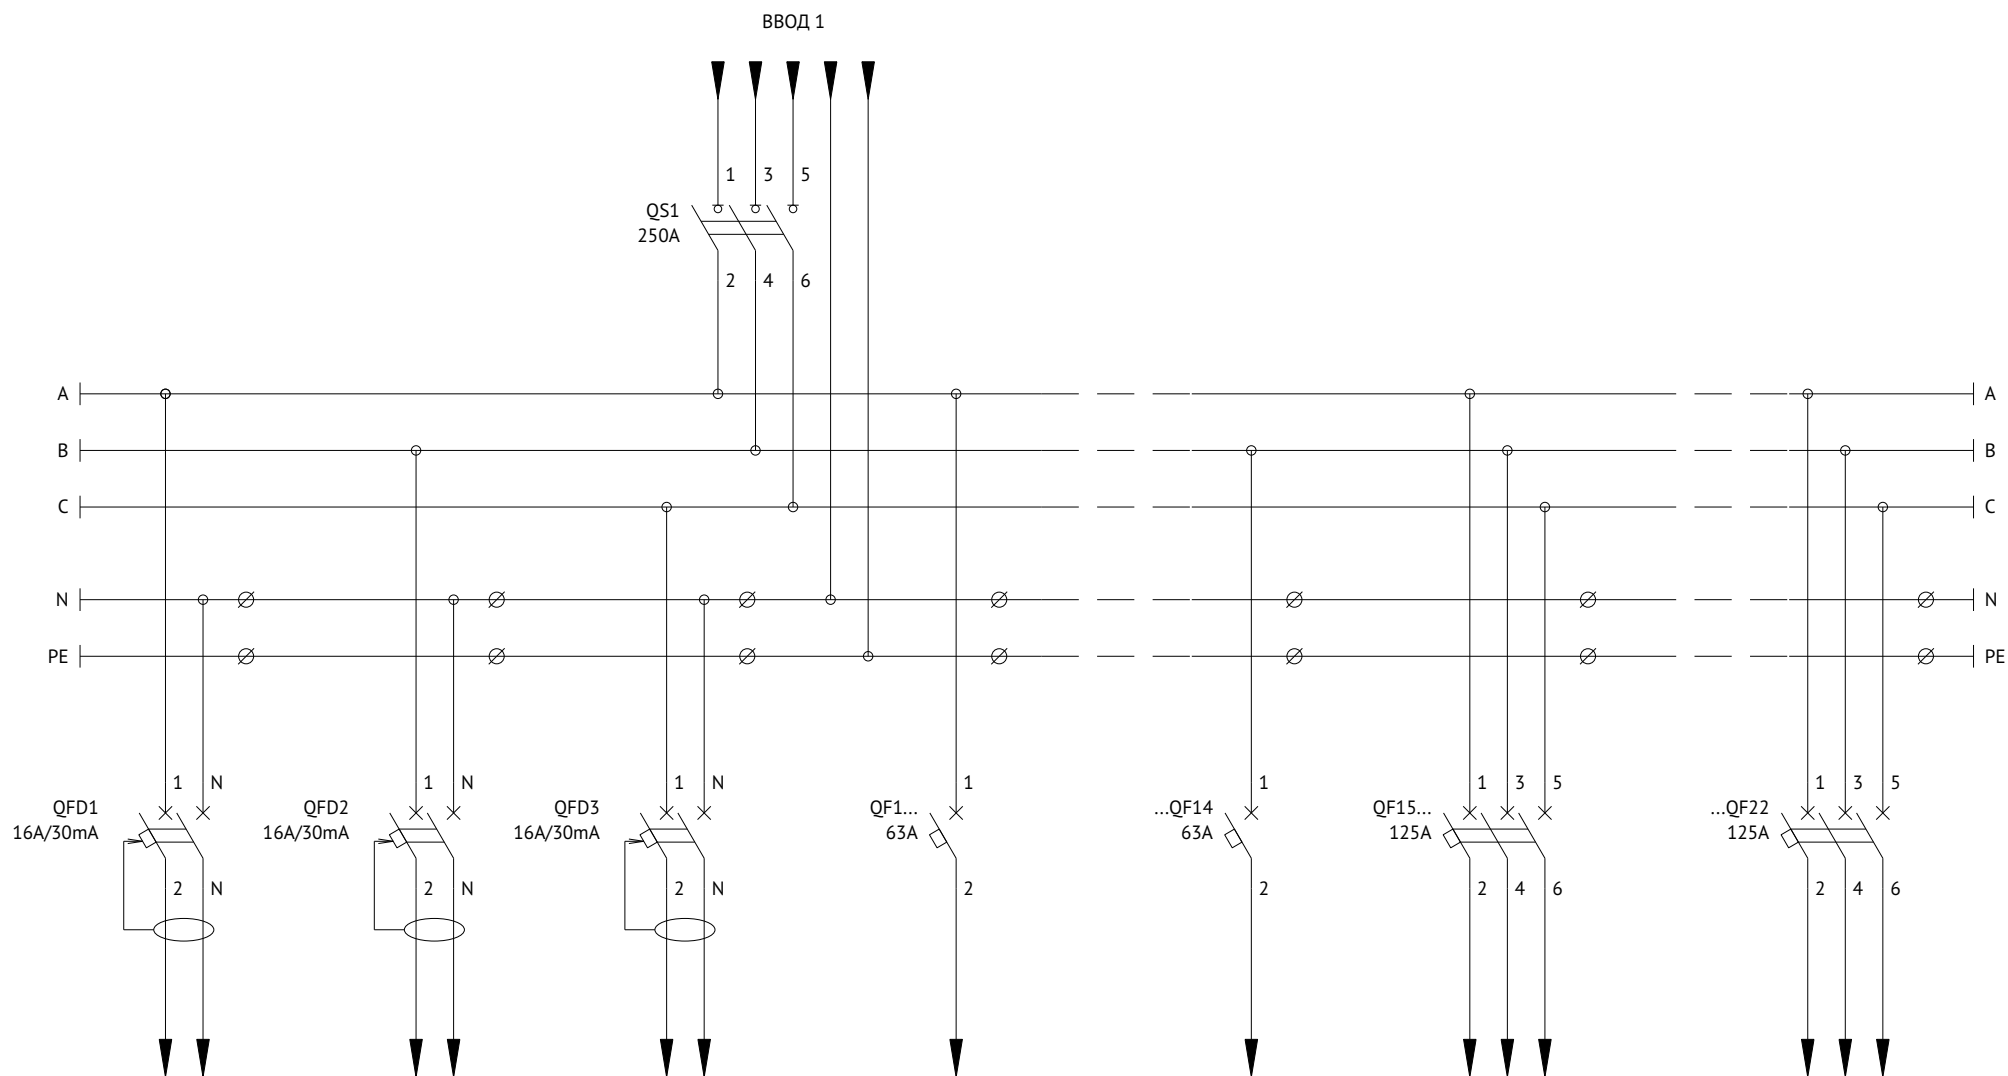 ВВОД 1
1 3 5
QS1
250A
2 4 6
A A
B B
C C
N N
PE PE
1 N 1 N 1 N 1 1 1 3 5 1 3 5
QFD1 QFD2 QFD3 QF1... ...QF14 QF15... ...QF22
16A/30mA 16A/30mA 16A/30mA 63A 63A 125A 125A
2 N 2 N 2 N 2 2 2 4 6 2 4 6